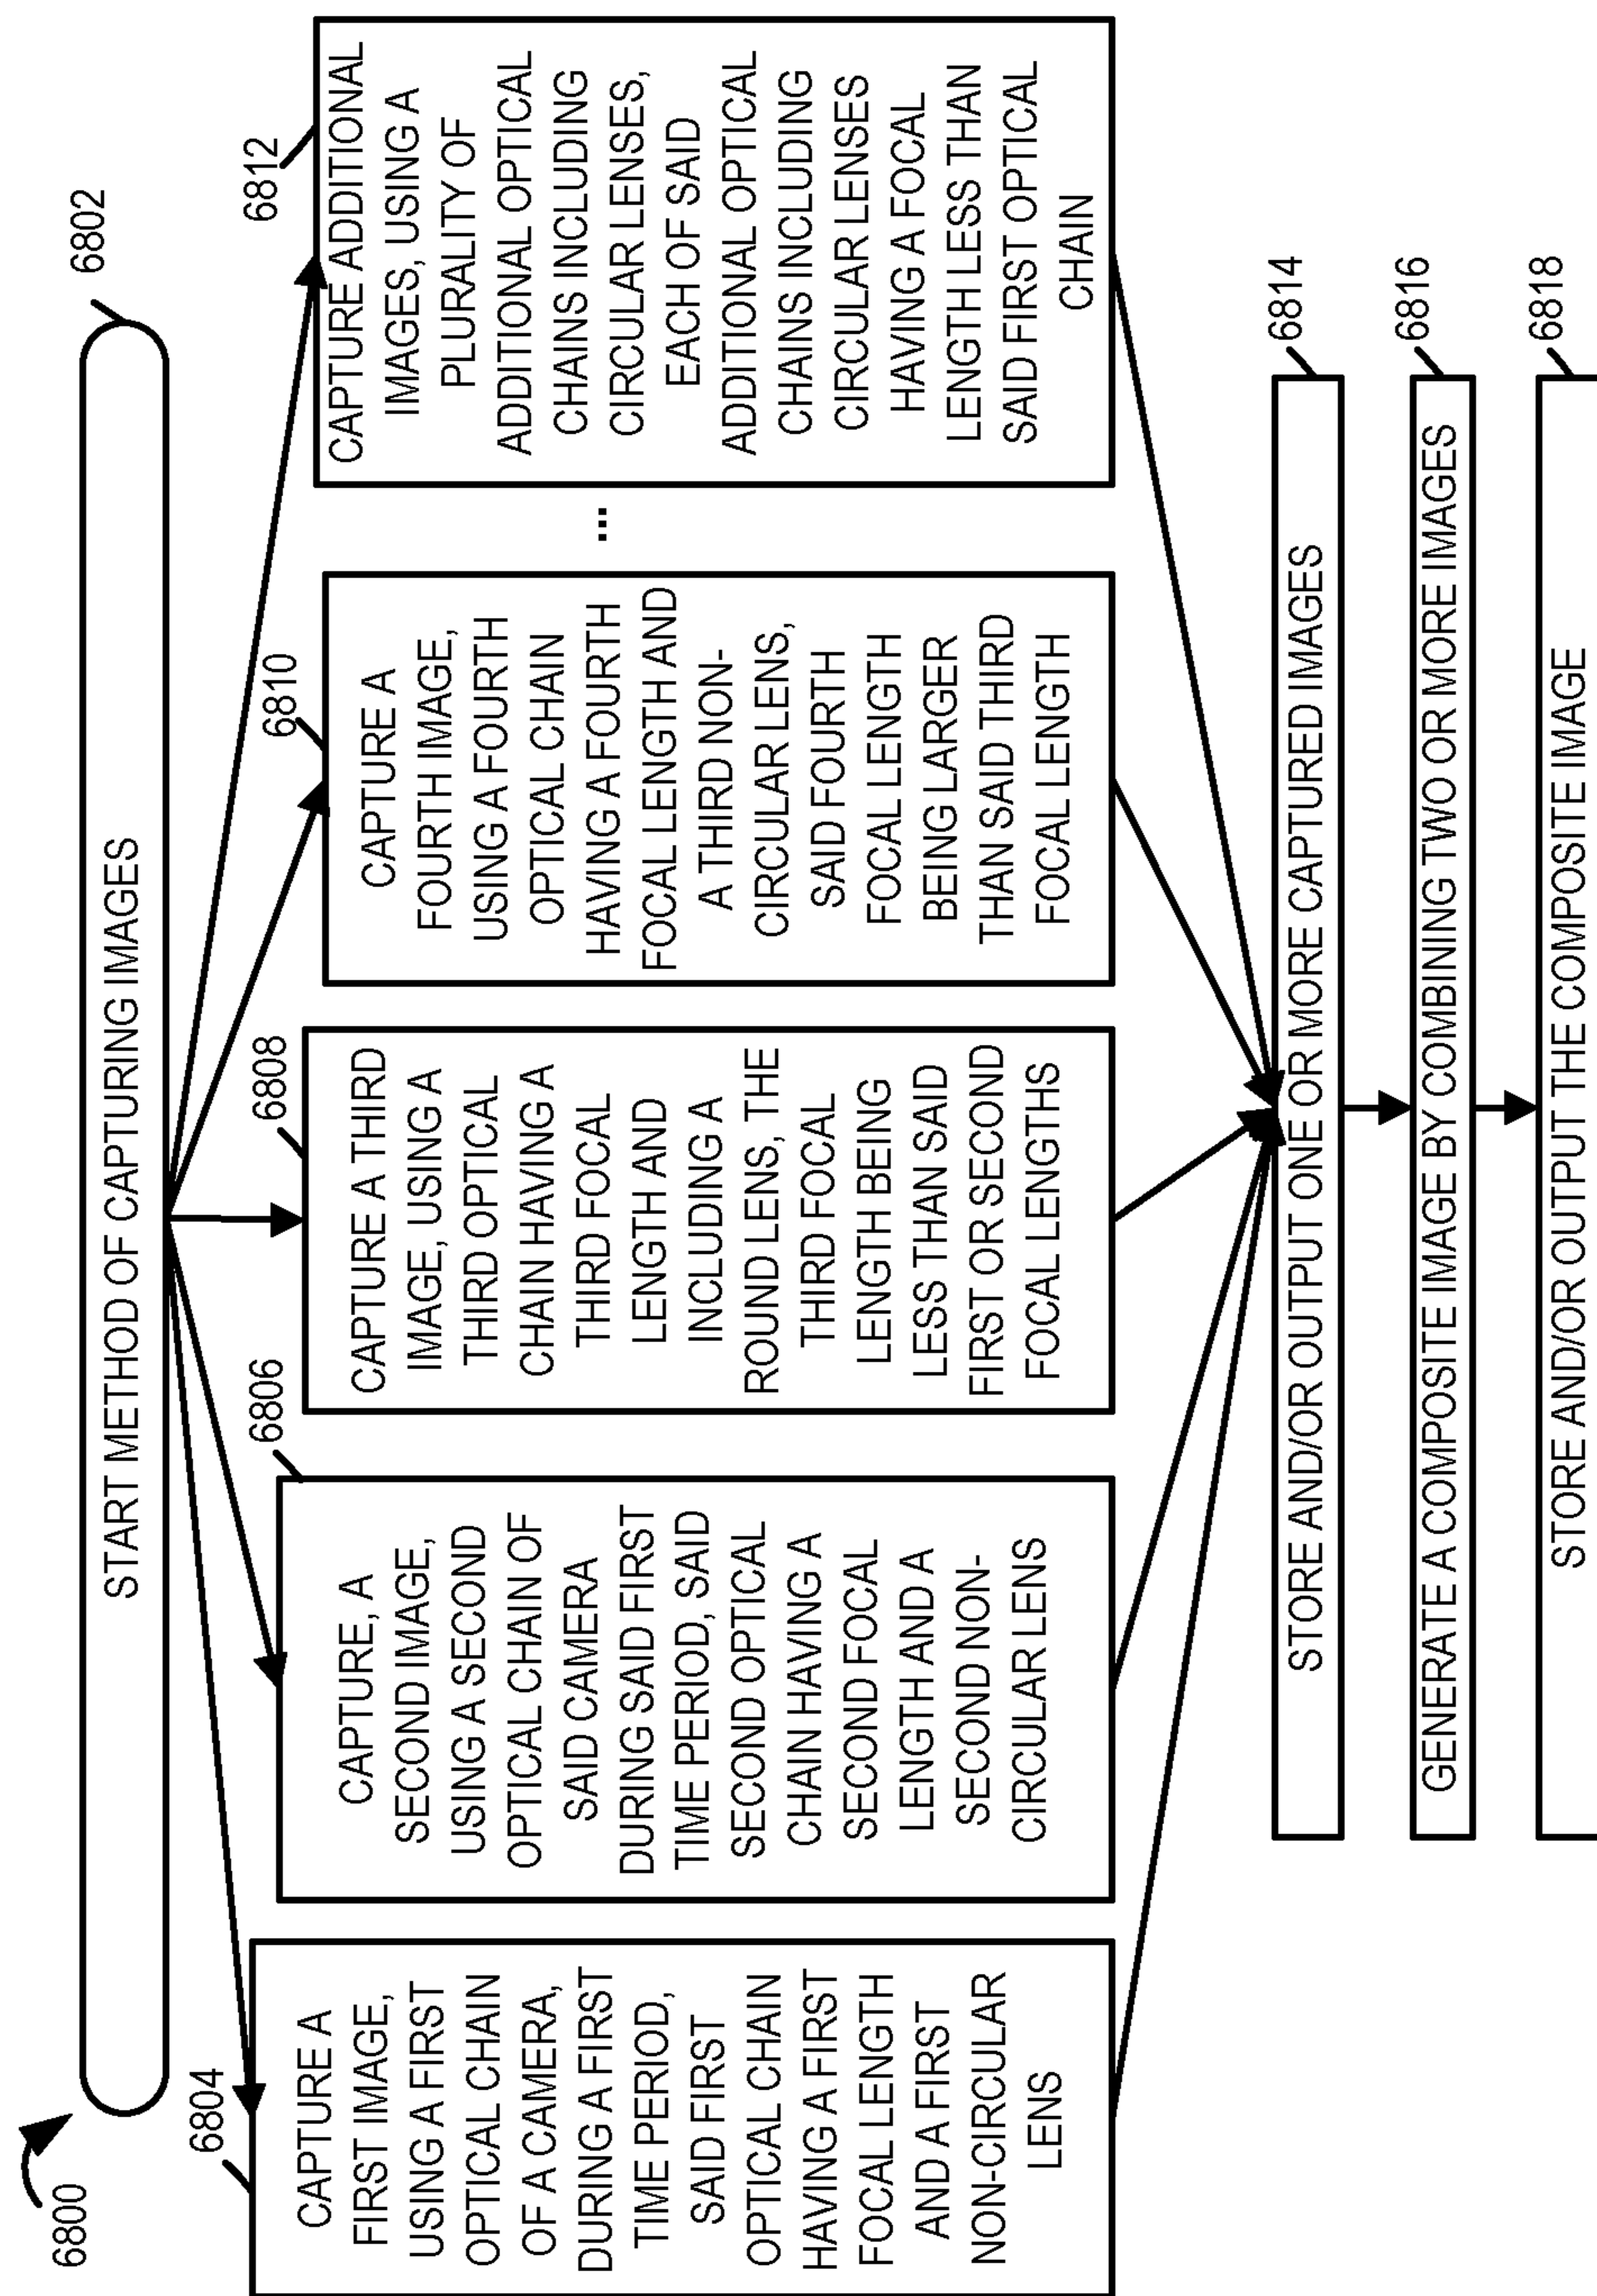 6800
START METHOD OF CAPTURING IMAGES
6802
6804
CAPTURE A
FIRST IMAGE,
USING A FIRST
OPTICAL CHAIN
OF A CAMERA,
DURING A FIRST
TIME PERIOD,
SAID FIRST
OPTICAL CHAIN
HAVING A FIRST
FOCAL LENGTH
AND A FIRST
NON-CIRCULAR
LENS
6806
CAPTURE, A
SECOND IMAGE,
USING A SECOND
OPTICAL CHAIN OF
SAID CAMERA
DURING SAID FIRST
TIME PERIOD, SAID
SECOND OPTICAL
CHAIN HAVING A
SECOND FOCAL
LENGTH AND A
SECOND NON-
CIRCULAR LENS
6808
CAPTURE A THIRD
IMAGE, USING A
THIRD OPTICAL
CHAIN HAVING A
THIRD FOCAL
LENGTH AND
INCLUDING A
ROUND LENS, THE
THIRD FOCAL
LENGTH BEING
LESS THAN SAID
FIRST OR SECOND
FOCAL LENGTHS
6810
CAPTURE A
FOURTH IMAGE,
USING A FOURTH
OPTICAL CHAIN
HAVING A FOURTH
FOCAL LENGTH AND
A THIRD NON-
CIRCULAR LENS,
SAID FOURTH
FOCAL LENGTH
BEING LARGER
THAN SAID THIRD
FOCAL LENGTH
...
6812
CAPTURE ADDITIONAL
IMAGES, USING A
PLURALITY OF
ADDITIONAL OPTICAL
CHAINS INCLUDING
CIRCULAR LENSES,
EACH OF SAID
ADDITIONAL OPTICAL
CHAINS INCLUDING
CIRCULAR LENSES
HAVING A FOCAL
LENGTH LESS THAN
SAID FIRST OPTICAL
CHAIN
6814
STORE AND/OR OUTPUT ONE OR MORE CAPTURED IMAGES
6816
GENERATE A COMPOSITE IMAGE BY COMBINING TWO OR MORE IMAGES
6818
STORE AND/OR OUTPUT THE COMPOSITE IMAGE